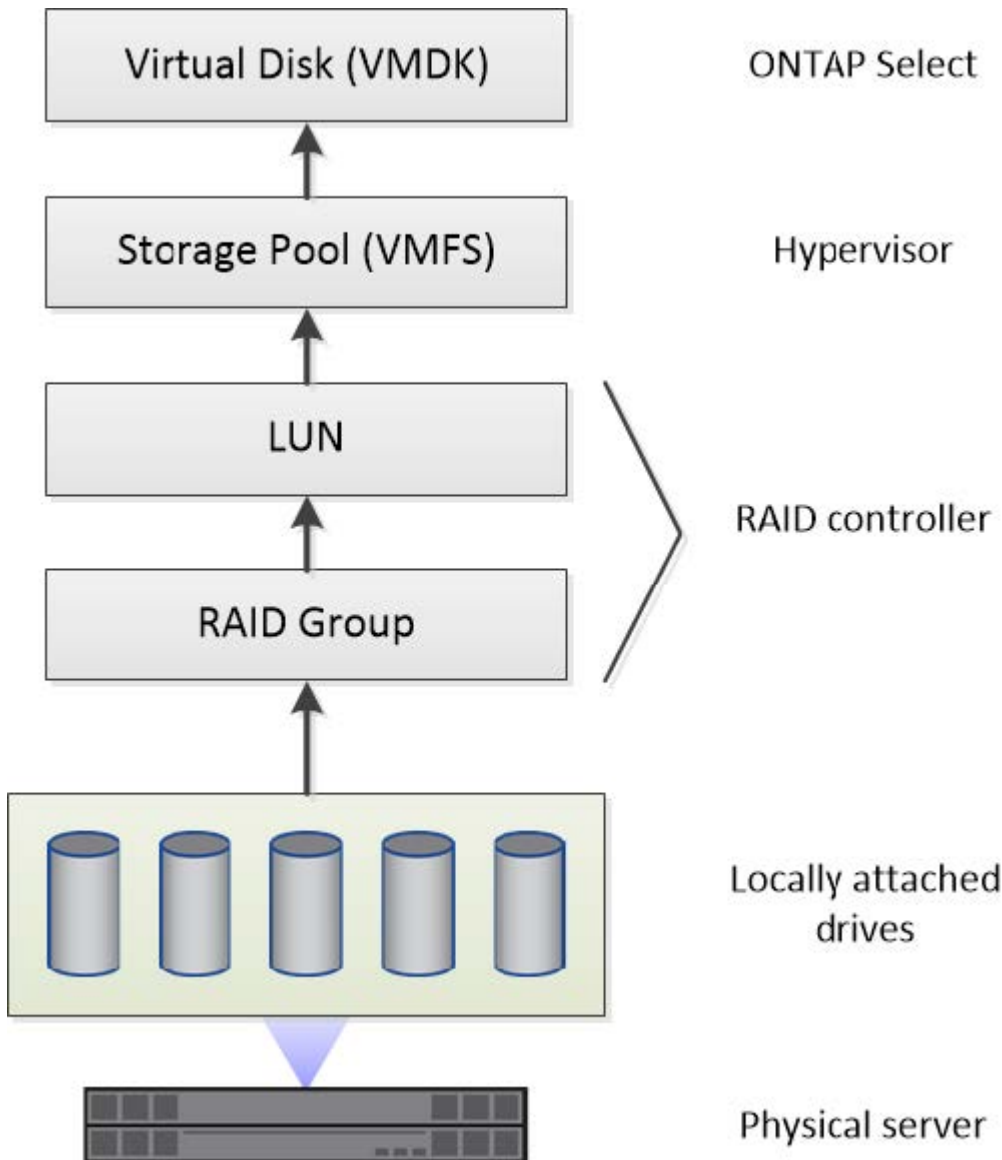 Virtual Disk (VMDK)
ONTAP Select
Storage Pool (VMFS)
Hypervisor
LUN
RAID controller
RAID Group
Locally attached
drives
Physical server